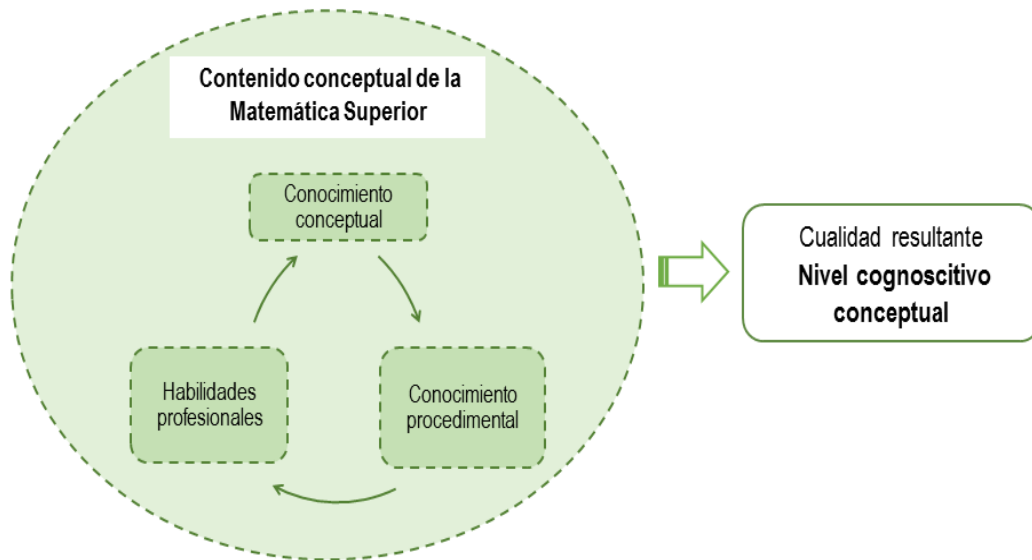 Contenido conceptual de la
Matemática Superior
Conocimiento
conceptual
Habilidades
profesionales
Conocimiento
procedimental
Cualidad resultante
Nivel cognoscitivo
conceptual